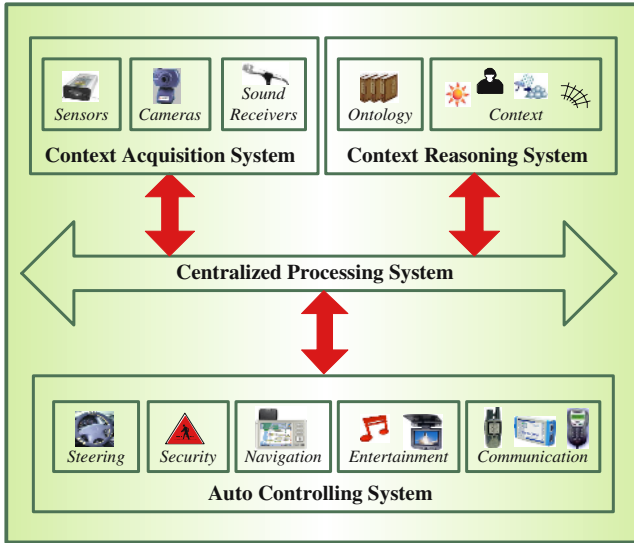 Sensors
Cameras
Sound
Receivers
Context Acquisition System
Ontology
Context
Context Reasoning System
Centralized Processing System
Steering
Security
Navigation
Entertainment
Communication
Auto Controlling System